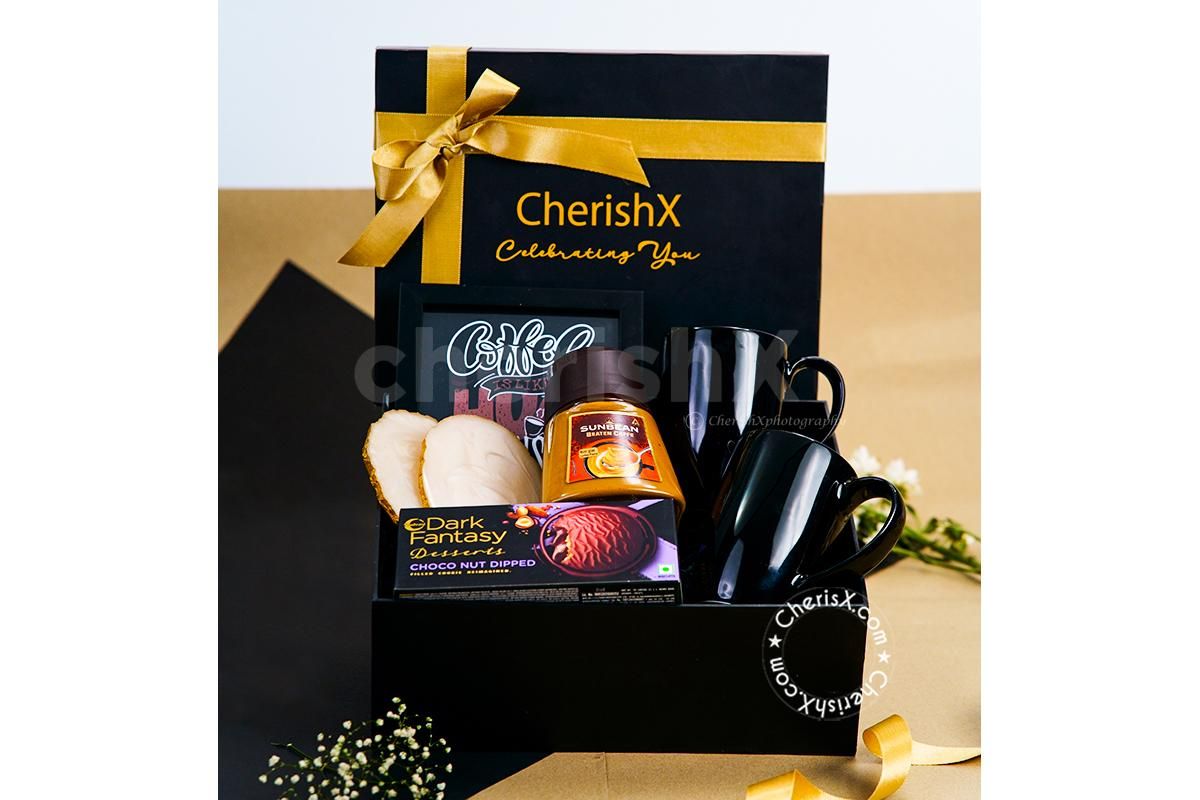 CherishX
Celebrating You
Coffee
IS LIKE
cherishX
© CherishXphotography
SUNBEAN
BEATEN CAFFE
Dark
Fantasy
Desserts
CHOCO NUT DIPPED
FILLED COOKIE REIMAGINED.
CherisX.com ★ CherishX.com ★